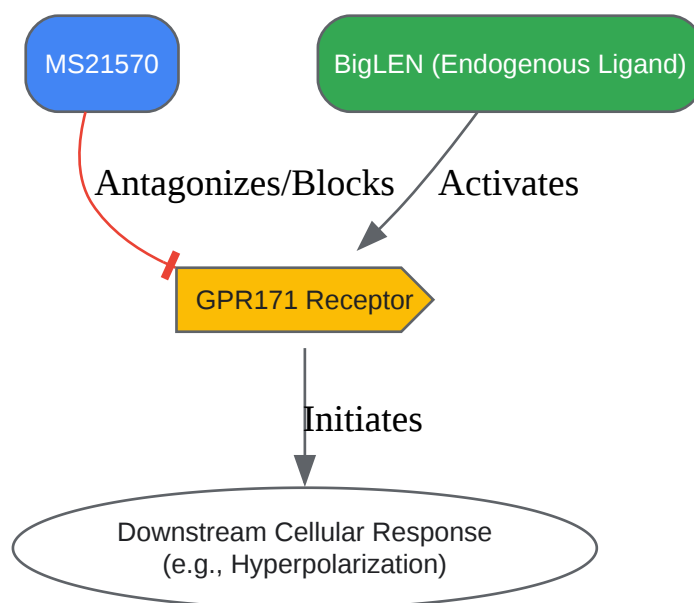 MS21570
BigLEN (Endogenous Ligand)
Antagonizes/Blocks
Activates
GPR171 Receptor
Initiates
Downstream Cellular Response
(e.g., Hyperpolarization)